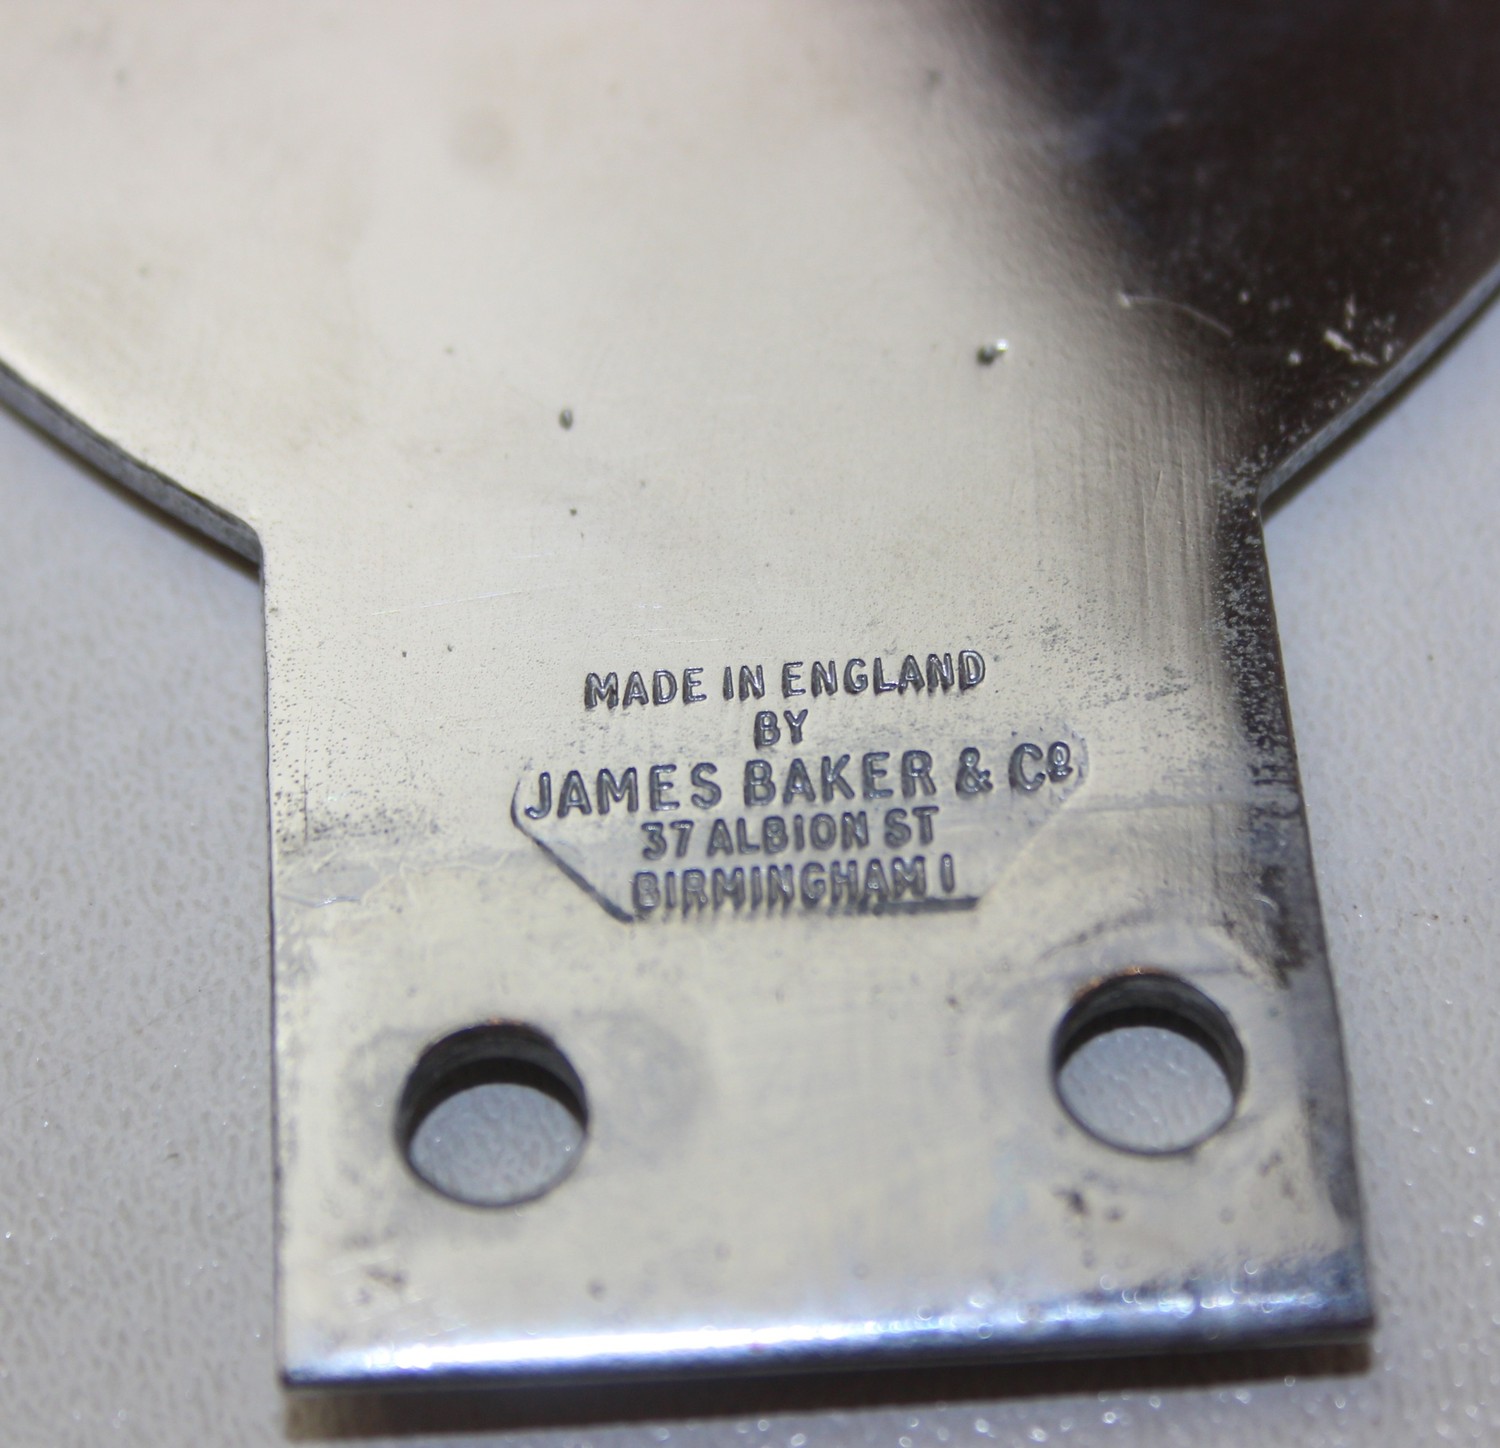 MADE IN ENGLAND
BY
JAMES BAKER & Cº
37 ALBION ST
BIRMINGHAM 1